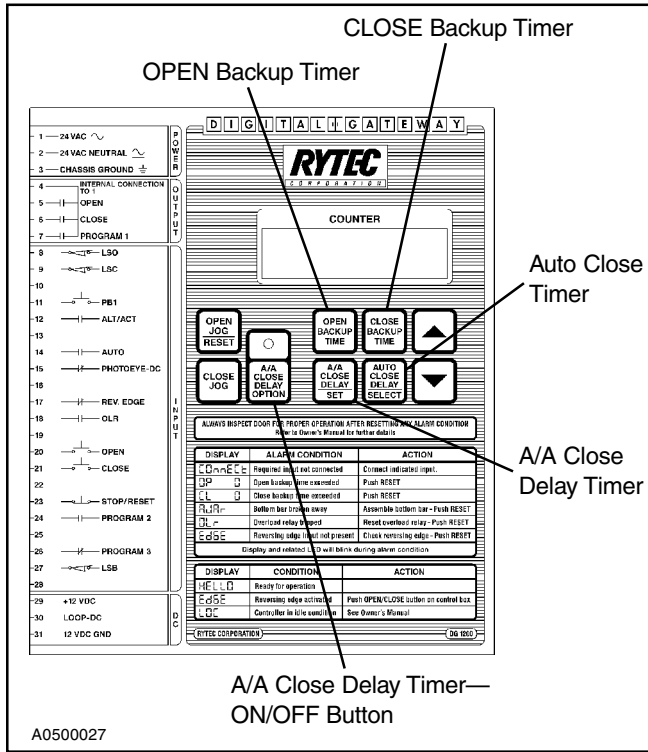 CLOSE Backup Timer
OPEN Backup Timer
DIGITAL GATEWAY
RYTEC
CORPORATION
COUNTER
1 24 VAC
2 24 VAC NEUTRAL
3 CHASSIS GROUND
POWER
4 INTERNAL CONNECTION
TO 1
5 OPEN
6 CLOSE
7 PROGRAM 1
OUTPUT
8 LSO
9 LSC
10
11 PB1
12 ALT/ACT
13
14 AUTO
15 PHOTOEYE-DC
16
17 REV. EDGE
18 OLR
19
20 OPEN
21 CLOSE
22
23 STOP/RESET
24 PROGRAM 2
25
26 PROGRAM 3
27 LSB
28
INPUT
29 +12 VDC
30 LOOP-DC
31 12 VDC GND
DC
Auto Close
Timer
OPEN
JOG
RESET
OPEN
BACKUP
TIME
CLOSE
BACKUP
TIME
CLOSE
JOG
A/A
CLOSE
DELAY
OPTION
A/A
CLOSE
DELAY
SET
AUTO
CLOSE
DELAY
SELECT
ALWAYS INSPECT DOOR FOR PROPER OPERATION AFTER RESETTING ANY ALARM CONDITION
Refer to Owner's Manual for further details
A/A Close
Delay Timer
DISPLAY ALARM CONDITION ACTION
COnnECt Required input not connected Connect indicated input.
OP 0 Open backup time exceeded Push RESET
CL 0 Close backup time exceeded Push RESET
Bottom bar broken away Assemble bottom bar - Push RESET
OLr Overload relay tripped Reset overload relay - Push RESET
EdGE Reversing edge input not present Check reversing edge - Push RESET
Display and related LED will blink during alarm condition
DISPLAY CONDITION ACTION
HELLO Ready for operation
EdGE Reversing edge activated Push OPEN/CLOSE button on control box
LOC Controller in idle condition See Owner's Manual
RYTEC CORPORATION DG 1200
A/A Close Delay Timer—
ON/OFF Button
A0500027